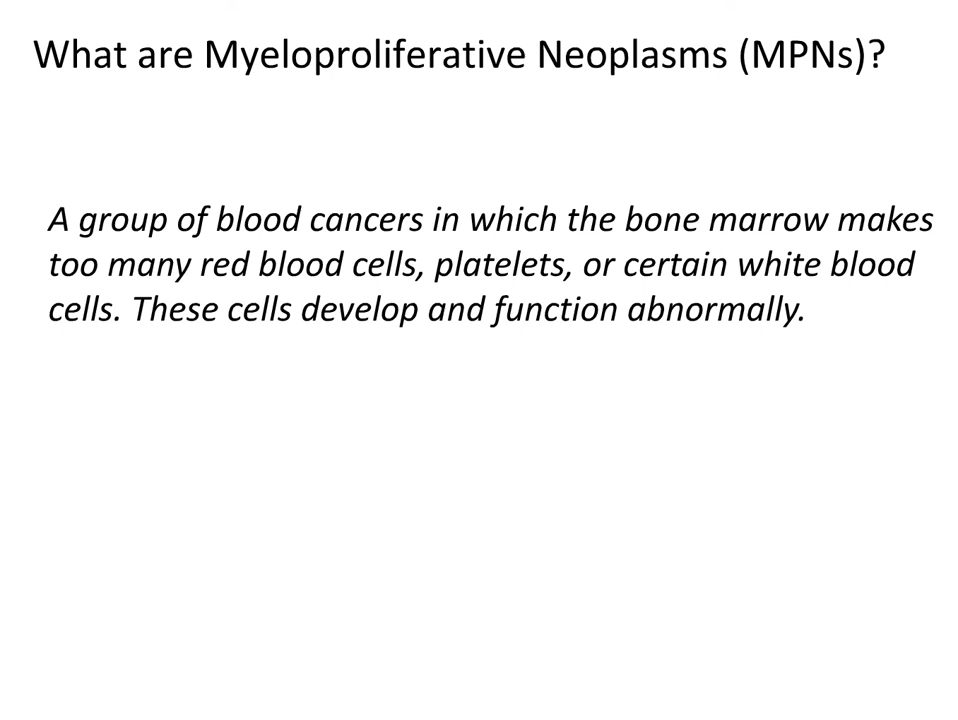 What are Myeloproliferative Neoplasms (MPNs)?
A group of blood cancers in which the bone marrow makes
too many red blood cells, platelets, or certain white blood
cells. These cells develop and function abnormally.